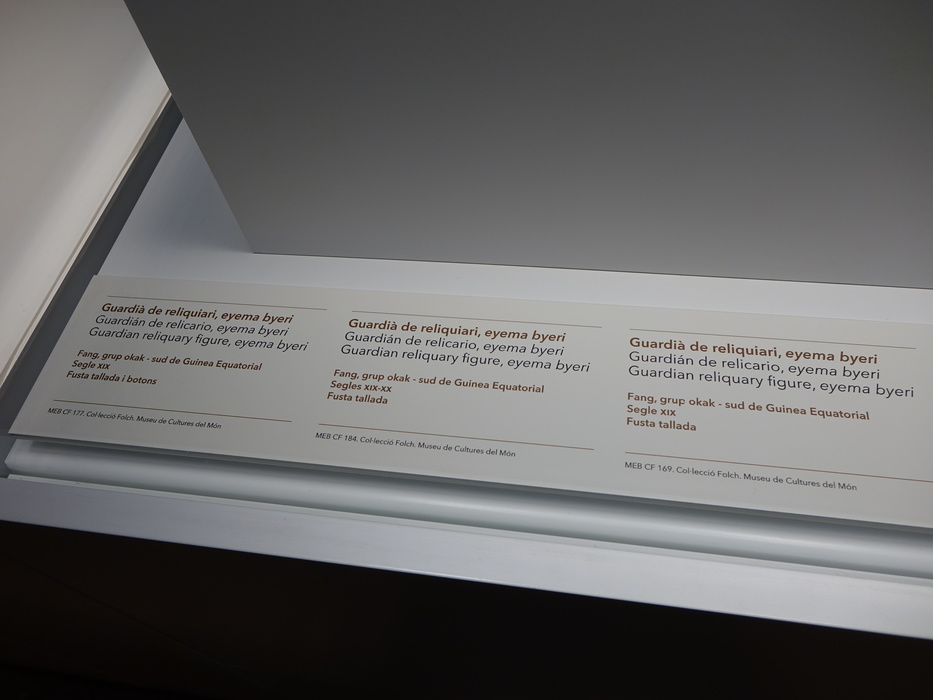 Guardià de reliquiari, eyema byeri
Guardián de relicario, eyema byeri
Guardian reliquary figure, eyema byeri
Fang, grup okak - sud de Guinea Equatorial
Segle XIX
Fusta tallada i botons
MEB CF 177. Col·lecció Folch. Museu de Cultures del Món
Guardià de reliquiari, eyema byeri
Guardián de relicario, eyema byeri
Guardian reliquary figure, eyema byeri
Fang, grup okak - sud de Guinea Equatorial
Segles XIX-XX
Fusta tallada
MEB CF 184. Col·lecció Folch. Museu de Cultures del Món
Guardià de reliquiari, eyema byeri
Guardián de relicario, eyema byeri
Guardian reliquary figure, eyema byeri
Fang, grup okak - sud de Guinea Equatorial
Segle XIX
Fusta tallada
MEB CF 169. Col·lecció Folch. Museu de Cultures del Món